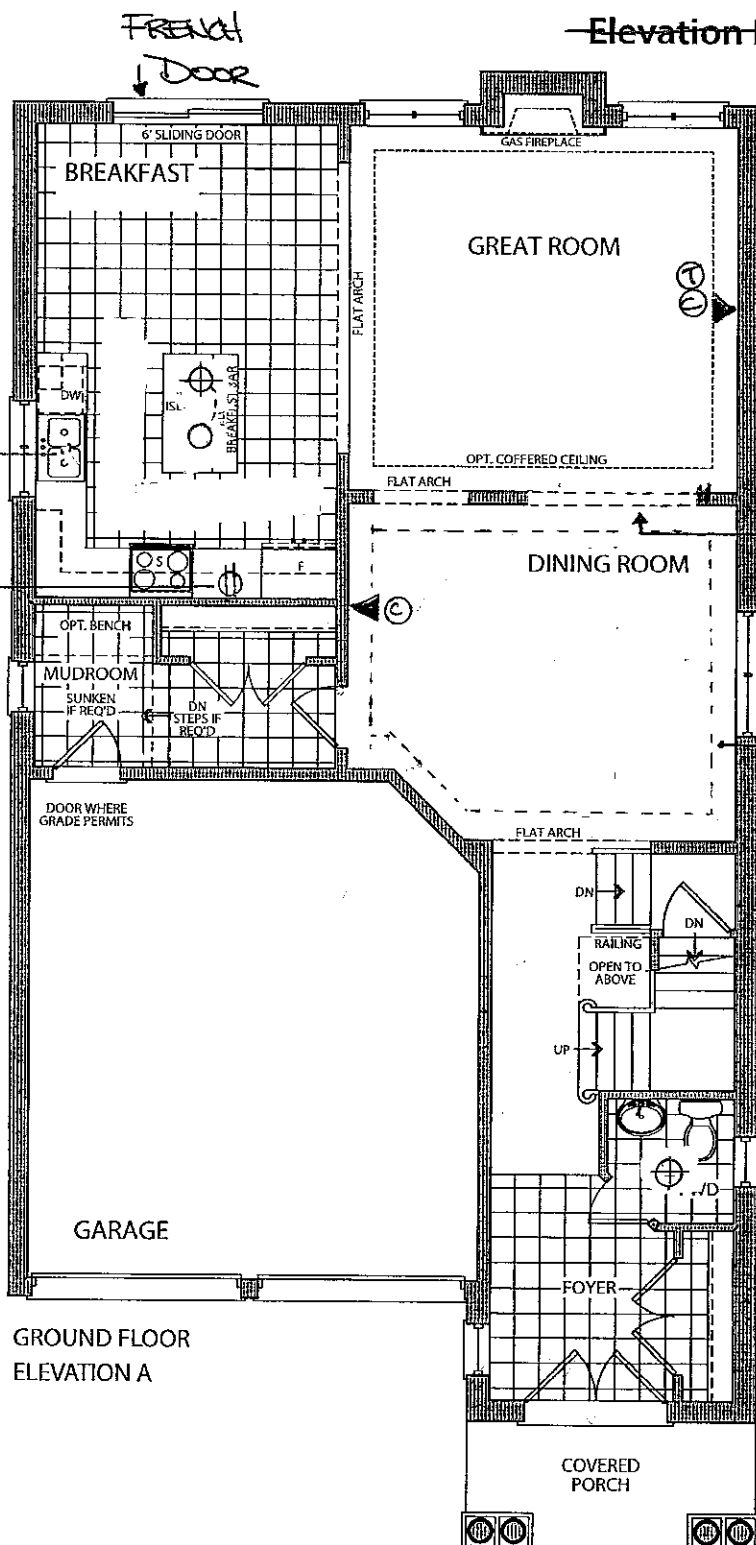 FRENCH
DOOR
Elevation
6' SLIDING DOOR
BREAKFAST
GAS FIREPLACE
GREAT ROOM
FLAT ARCH
T
C
DW
BREAKFAST BAR
OPT. COFFERED CEILING
FLAT ARCH
S
F
DINING ROOM
C
OPT. BENCH
MUDROOM
SUNKEN
IF REQ'D
DN
STEPS IF
REQ'D
DOOR WHERE
GRADE PERMITS
FLAT ARCH
DN
DN
RAILING
OPEN TO
ABOVE
UP
GARAGE
FOYER
GROUND FLOOR
ELEVATION A
COVERED
PORCH